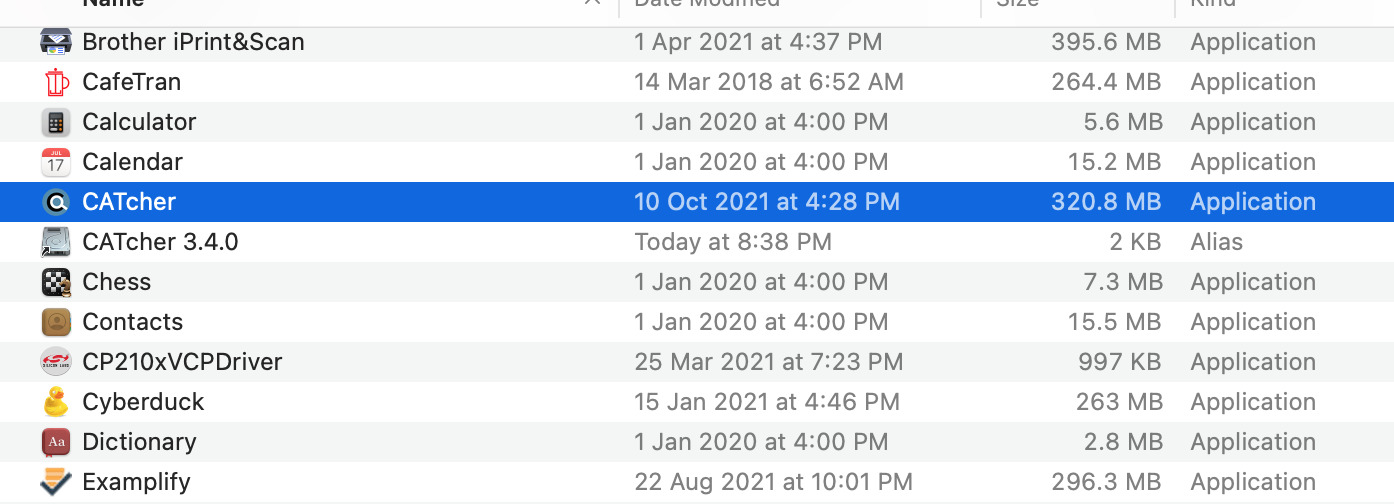 Name Date Modified Size Kind
Brother iPrint&Scan 1 Apr 2021 at 4:37 PM 395.6 MB Application
CafeTran 14 Mar 2018 at 6:52 AM 264.4 MB Application
Calculator 1 Jan 2020 at 4:00 PM 5.6 MB Application
JUL
17 Calendar 1 Jan 2020 at 4:00 PM 15.2 MB Application
CATcher 10 Oct 2021 at 4:28 PM 320.8 MB Application
CATcher 3.4.0 Today at 8:38 PM 2 KB Alias
Chess 1 Jan 2020 at 4:00 PM 7.3 MB Application
Contacts 1 Jan 2020 at 4:00 PM 15.5 MB Application
SILICON LABS CP210xVCPDriver 25 Mar 2021 at 7:23 PM 997 KB Application
Cyberduck 15 Jan 2021 at 4:46 PM 263 MB Application
Aa Dictionary 1 Jan 2020 at 4:00 PM 2.8 MB Application
Examplify 22 Aug 2021 at 10:01 PM 296.3 MB Application